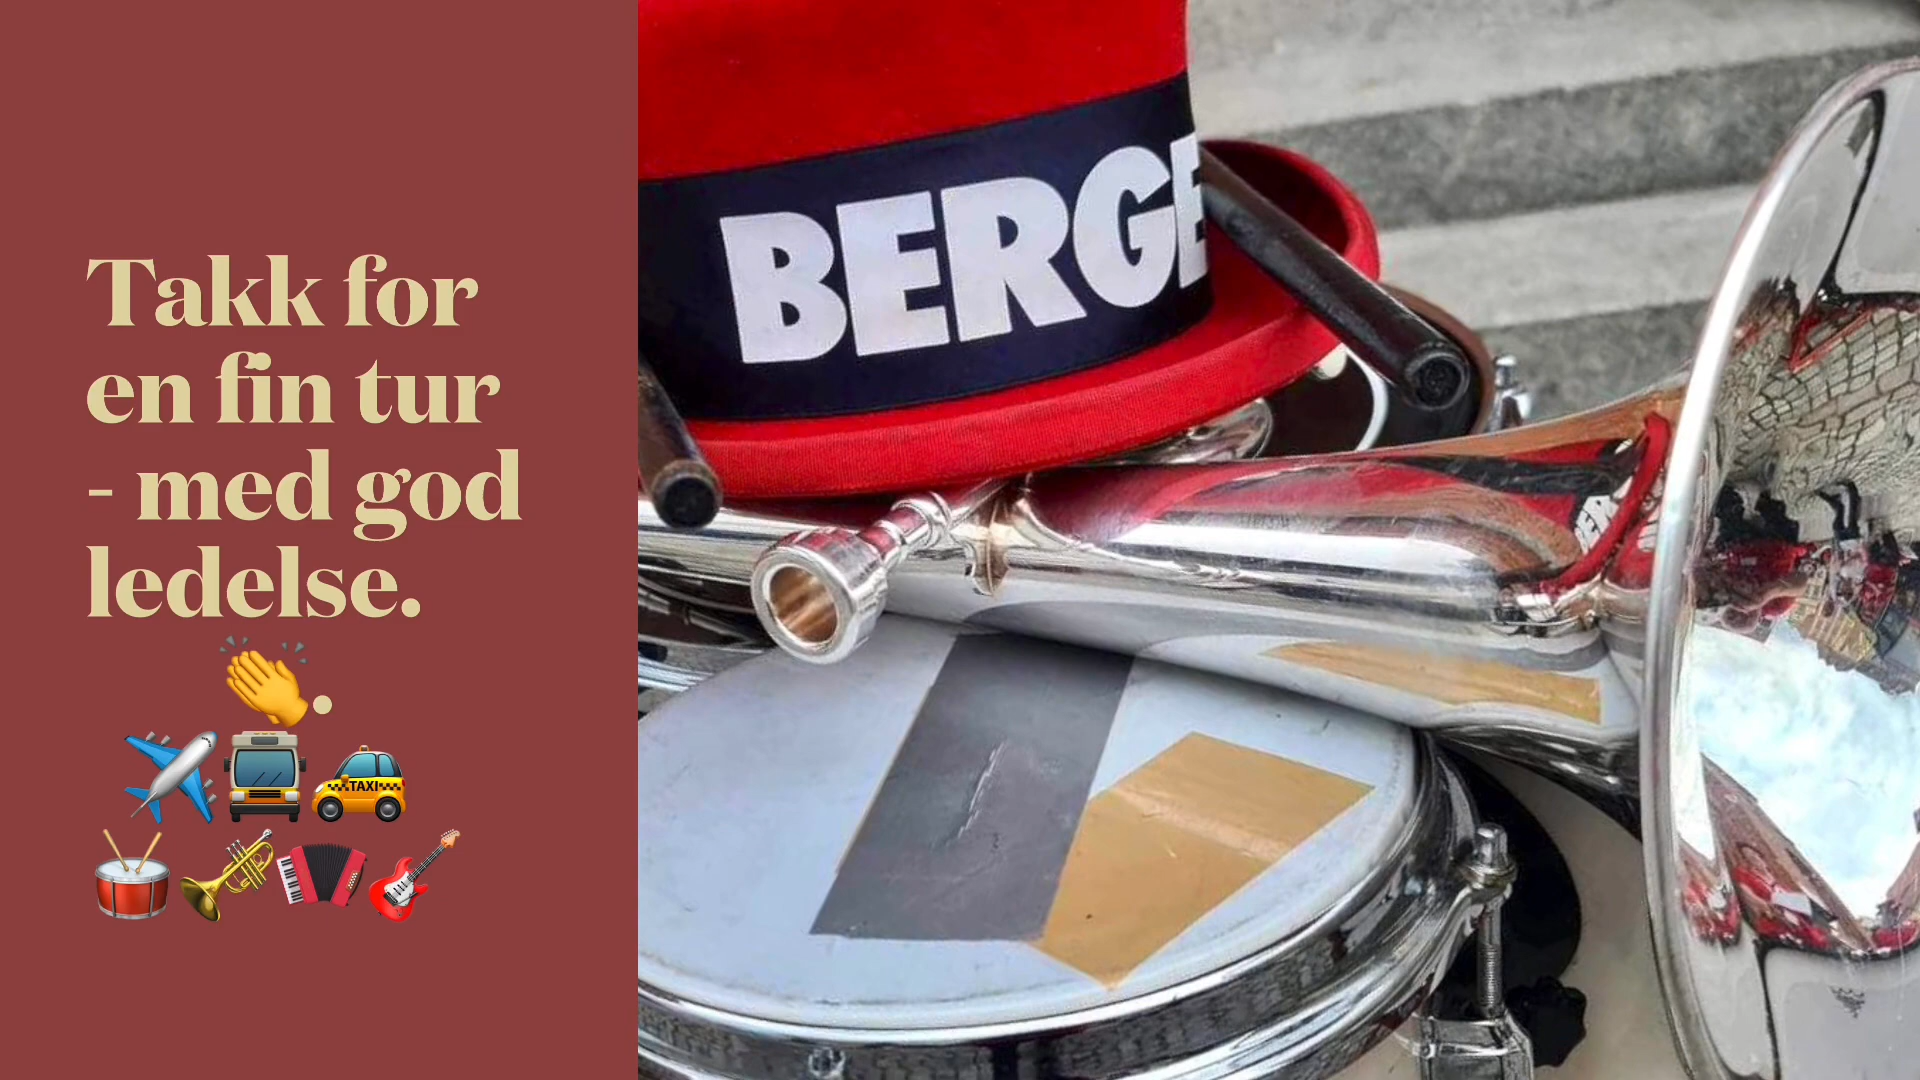 Takk for
en fin tur
- med god
ledelse.
👏.
✈️🚍🚕
TAXI
🥁🎺🪗🎸
BERGE